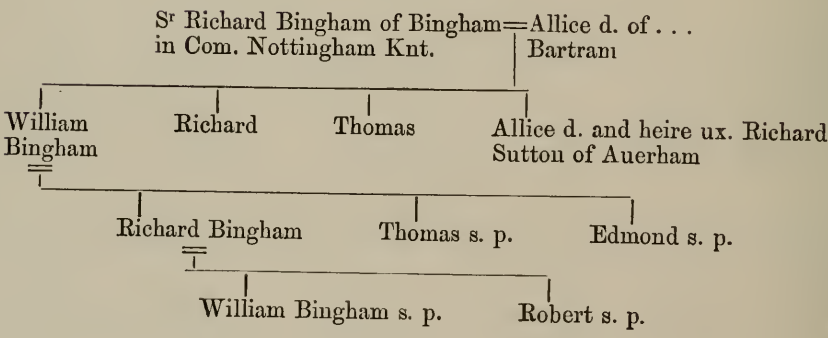 Sʳ Richard Bingham of Bingham=Allice d. of . . .
in Com. Nottingham Knt. Bartram
William Bingham
Richard
Thomas
Allice d. and heire ux. Richard
Sutton of Auerham
Richard Bingham
Thomas s. p.
Edmond s. p.
William Bingham s. p.
Robert s. p.